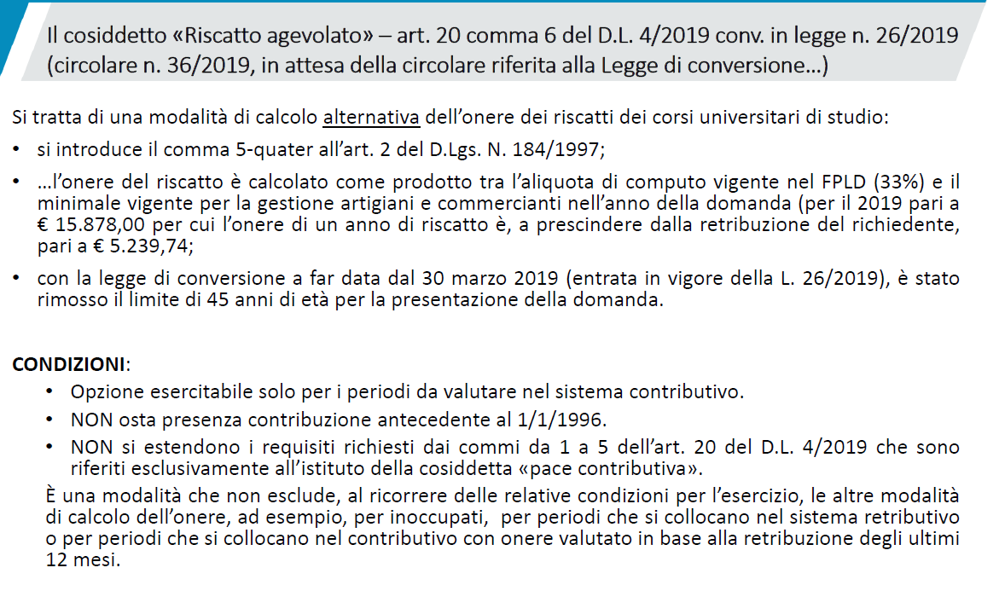 Il cosiddetto «Riscatto agevolato» – art. 20 comma 6 del D.L. 4/2019 conv. in legge n. 26/2019
(circolare n. 36/2019, in attesa della circolare riferita alla Legge di conversione…)
Si tratta di una modalità di calcolo alternativa dell’onere dei riscatti dei corsi universitari di studio:
• si introduce il comma 5-quater all’art. 2 del D.Lgs. N. 184/1997;
• …l’onere del riscatto è calcolato come prodotto tra l’aliquota di computo vigente nel FPLD (33%) e il
minimale vigente per la gestione artigiani e commercianti nell’anno della domanda (per il 2019 pari a
€ 15.878,00 per cui l’onere di un anno di riscatto è, a prescindere dalla retribuzione del richiedente,
pari a € 5.239,74;
• con la legge di conversione a far data dal 30 marzo 2019 (entrata in vigore della L. 26/2019), è stato
rimosso il limite di 45 anni di età per la presentazione della domanda.
CONDIZIONI:
• Opzione esercitabile solo per i periodi da valutare nel sistema contributivo.
• NON osta presenza contribuzione antecedente al 1/1/1996.
• NON si estendono i requisiti richiesti dai commi da 1 a 5 dell’art. 20 del D.L. 4/2019 che sono
riferiti esclusivamente all’istituto della cosiddetta «pace contributiva».
È una modalità che non esclude, al ricorrere delle relative condizioni per l’esercizio, le altre modalità
di calcolo dell’onere, ad esempio, per inoccupati, per periodi che si collocano nel sistema retributivo
o per periodi che si collocano nel contributivo con onere valutato in base alla retribuzione degli ultimi
12 mesi.